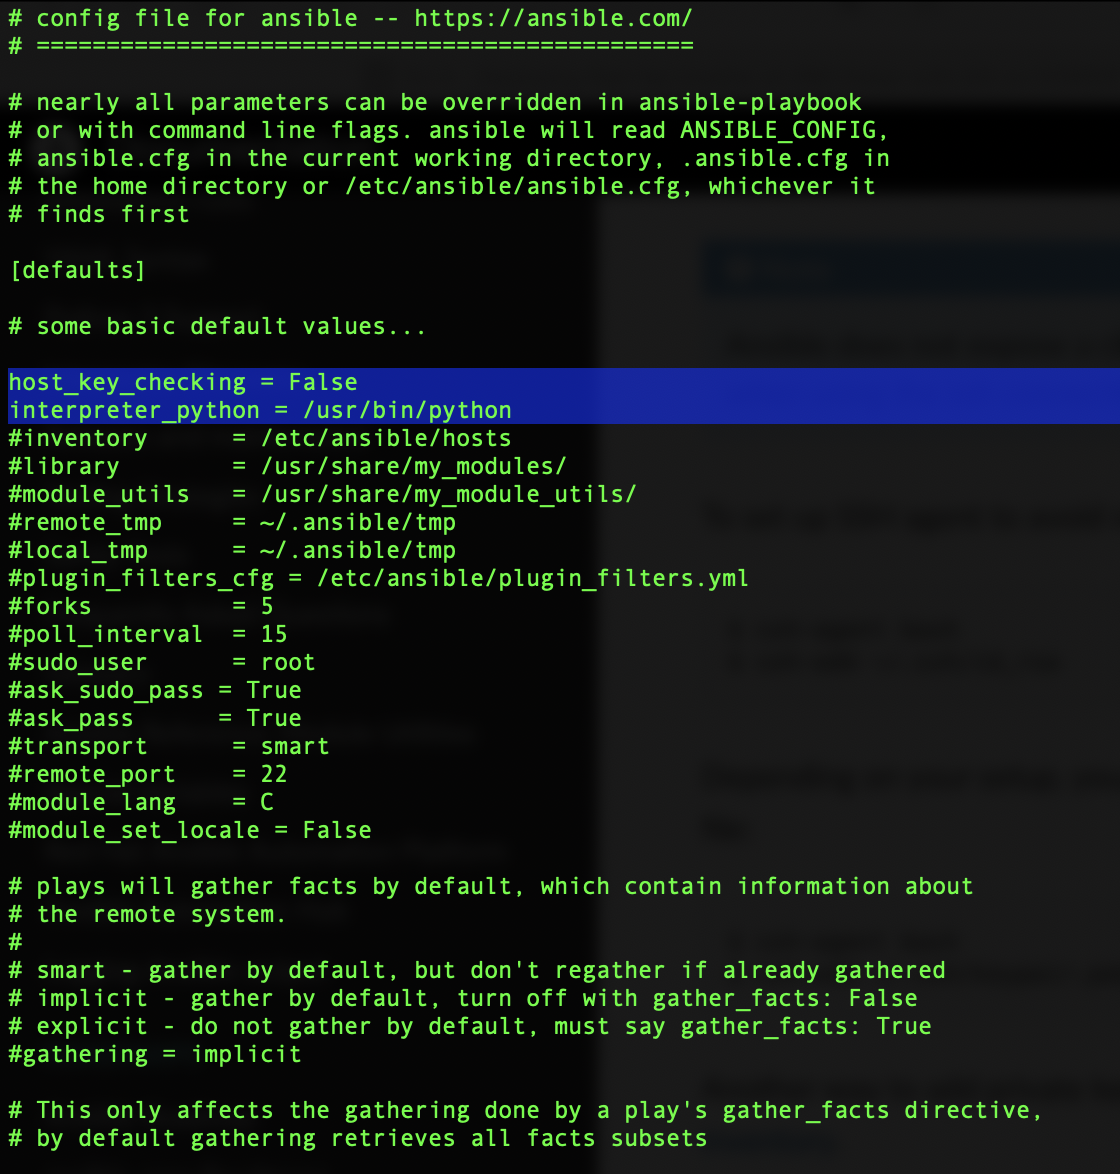 # config file for ansible -- https://ansible.com/
# ===============================================

# nearly all parameters can be overridden in ansible-playbook
# or with command line flags. ansible will read ANSIBLE_CONFIG,
# ansible.cfg in the current working directory, .ansible.cfg in
# the home directory or /etc/ansible/ansible.cfg, whichever it
# finds first

[defaults]

# some basic default values...

host_key_checking = False
interpreter_python = /usr/bin/python
#inventory      = /etc/ansible/hosts
#library        = /usr/share/my_modules/
#module_utils   = /usr/share/my_module_utils/
#remote_tmp     = ~/.ansible/tmp
#local_tmp      = ~/.ansible/tmp
#plugin_filters_cfg = /etc/ansible/plugin_filters.yml
#forks          = 5
#poll_interval  = 15
#sudo_user      = root
#ask_sudo_pass = True
#ask_pass      = True
#transport      = smart
#remote_port    = 22
#module_lang    = C
#module_set_locale = False

# plays will gather facts by default, which contain information about
# the remote system.
#
# smart - gather by default, but don't regather if already gathered
# implicit - gather by default, turn off with gather_facts: False
# explicit - do not gather by default, must say gather_facts: True
#gathering = implicit

# This only affects the gathering done by a play's gather_facts directive,
# by default gathering retrieves all facts subsets